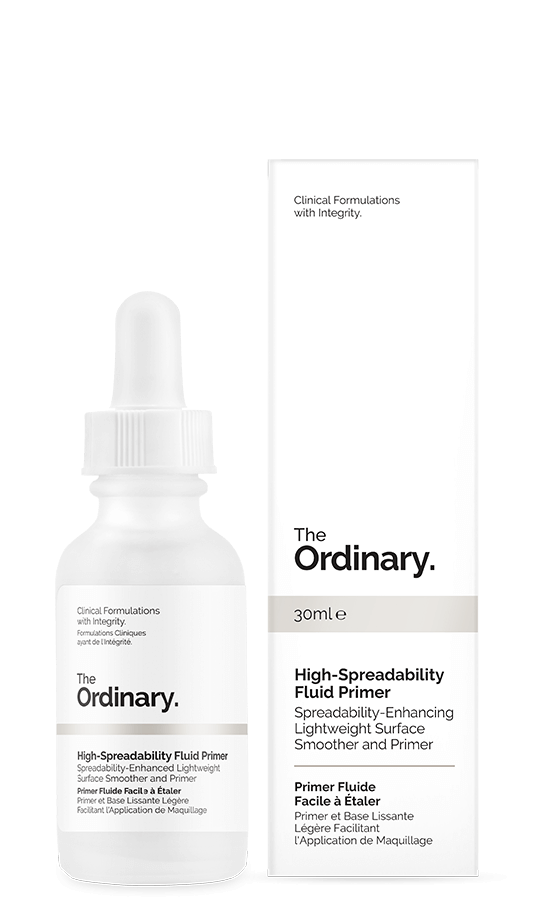 Clinical Formulations
with Integrity.
The
Ordinary.
30ml ℮
High-Spreadability
Fluid Primer
Spreadability-Enhancing
Lightweight Surface
Smoother and Primer
Primer Fluide
Facile à Étaler
Primer et Base Lissante
Légère Facilitant
l'Application de Maquillage
Clinical Formulations
with Integrity.
Formulations Cliniques
ayant de l'Intégrité.
The
Ordinary.
High-Spreadability Fluid Primer
Spreadability-Enhanced Lightweight
Surface Smoother and Primer
Primer Fluide Facile à Étaler
Primer et Base Lissante Légère
Facilitant l'Application de Maquillage